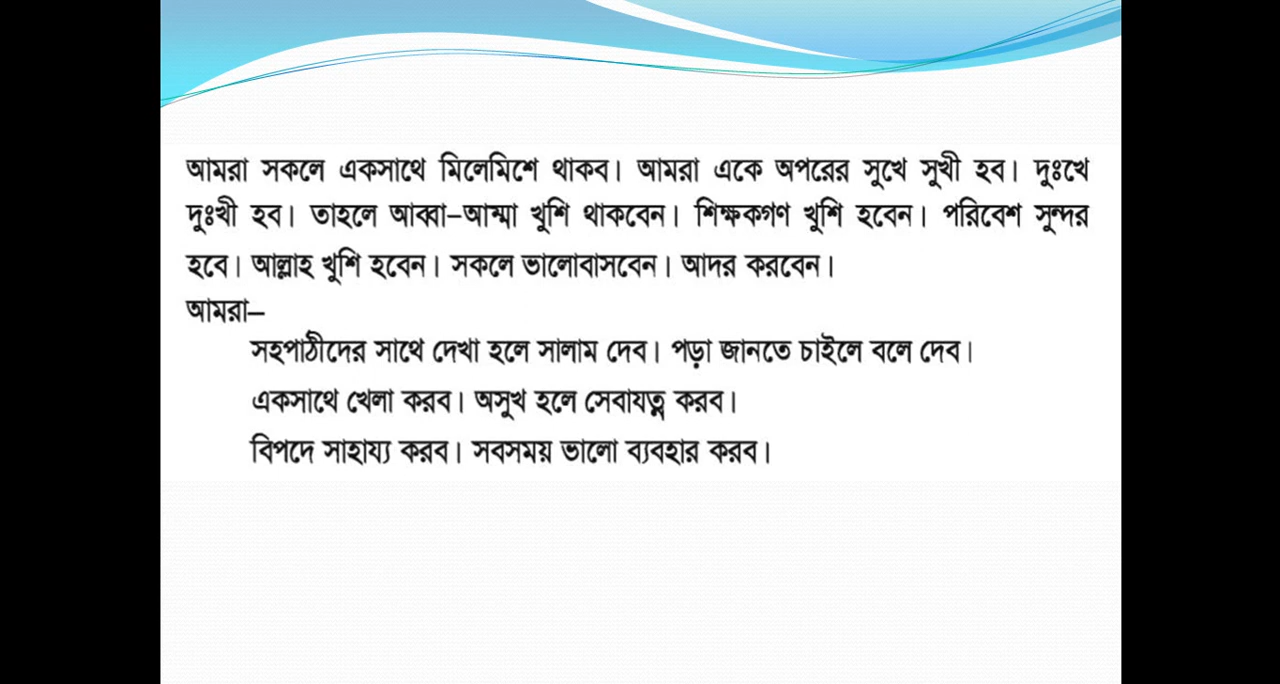 আমরা সকলে একসাথে মিলেমিশে থাকব। আমরা একে অপরের সুখে সুখী হব। দুঃখে
দুঃখী হব। তাহলে আব্বা–আম্মা খুশি থাকবেন। শিক্ষকগণ খুশি হবেন। পরিবেশ সুন্দর
হবে। আল্লাহ খুশি হবেন। সকলে ভালোবাসবেন। আদর করবেন।
আমরা–
সহপাঠীদের সাথে দেখা হলে সালাম দেব। পড়া জানতে চাইলে বলে দেব।
একসাথে খেলা করব। অসুখ হলে সেবাযত্ন করব।
বিপদে সাহায্য করব। সবসময় ভালো ব্যবহার করব।